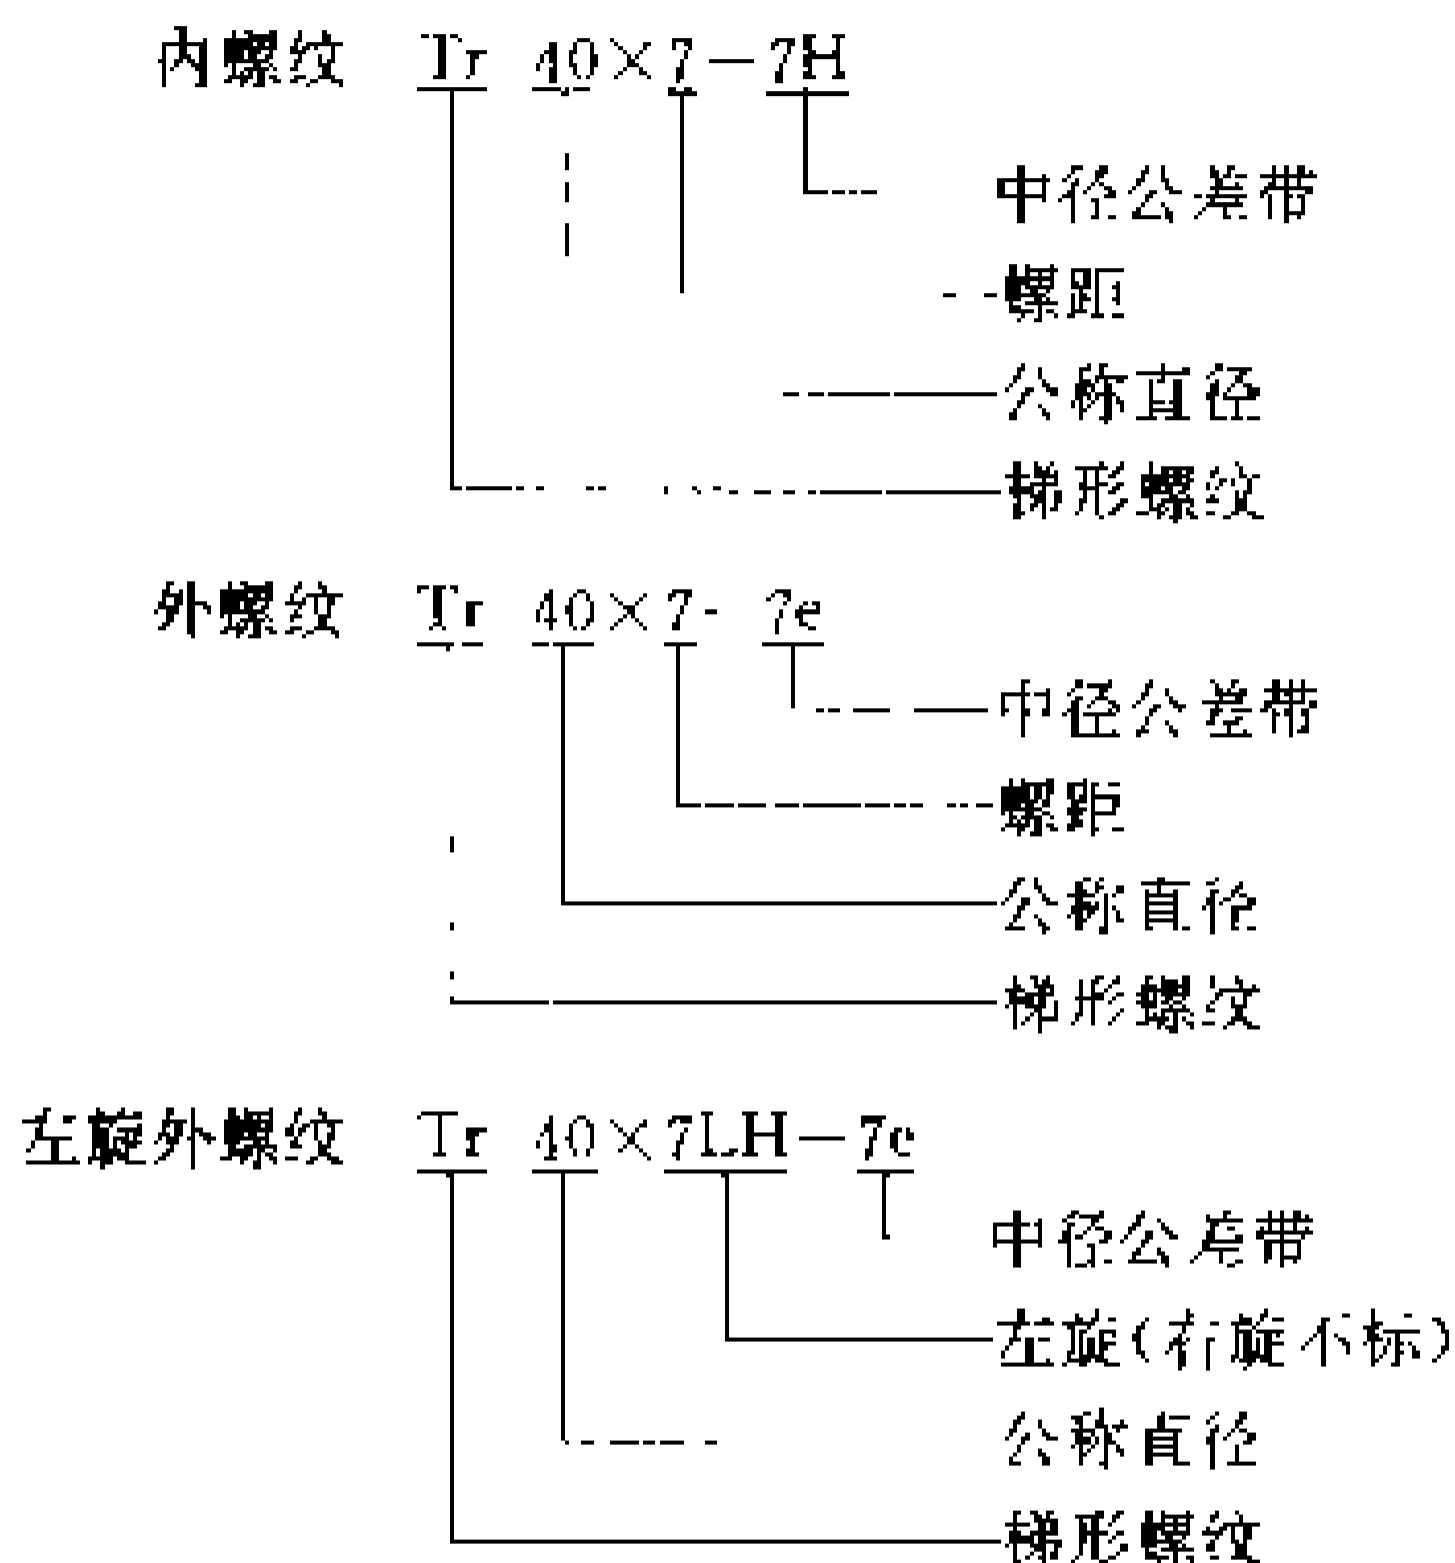 内螺纹 Tr 40×7－7H
中径公差带
螺距
公称直径
梯形螺纹
外螺纹 Tr 40×7- 7e
中径公差带
螺距
公称直径
梯形螺纹
左旋外螺纹 Tr 40×7LH－7e
中径公差带
左旋(右旋不标)
公称直径
梯形螺纹